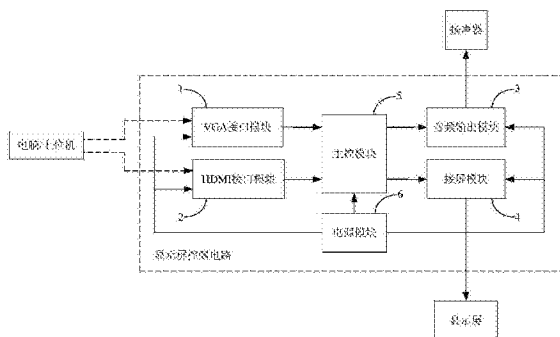 扬声器
1
5
3
VGA接口模块
音频输出模块
电脑/上位机
主控模块
HDMI接口模块
接屏模块
2
6
4
电源模块
显示屏控制电路
显示屏